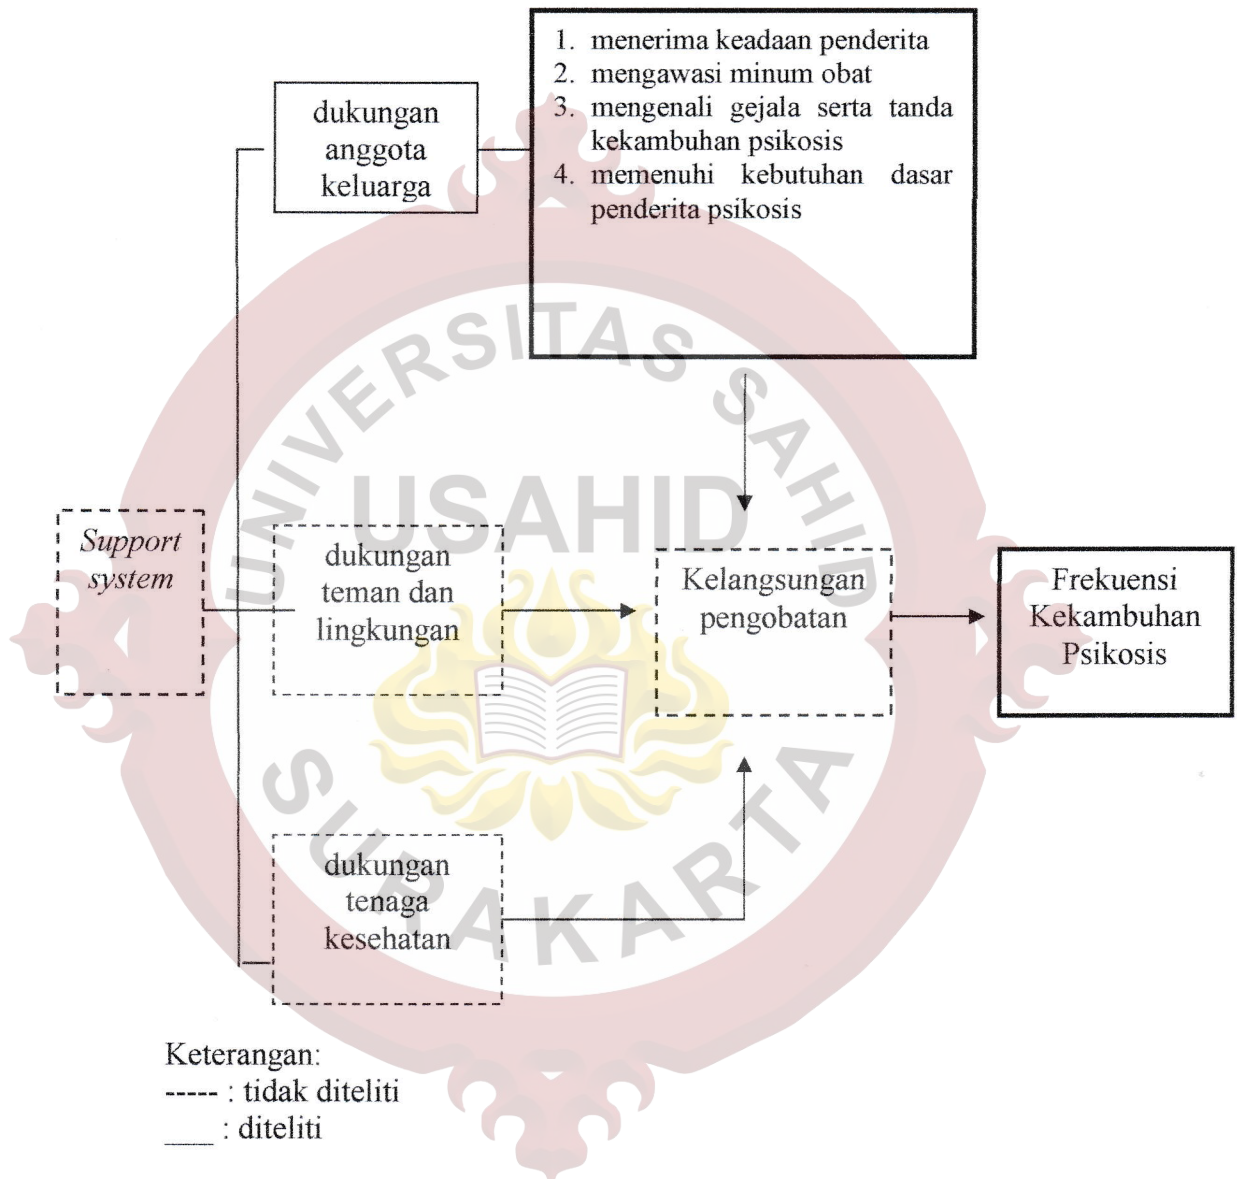 1. menerima keadaan penderita
2. mengawasi minum obat
3. mengenali gejala serta tanda
kekambuhan psikosis
4. memenuhi kebutuhan dasar
penderita psikosis
dukungan
anggota
keluarga
Support
system
dukungan
teman dan
lingkungan
Kelangsungan
pengobatan
Frekuensi
Kekambuhan
Psikosis
dukungan
tenaga
kesehatan
UNIVERSITAS SAHID
USAHID
SURAKARTA
Keterangan:
----- : tidak diteliti
___ : diteliti